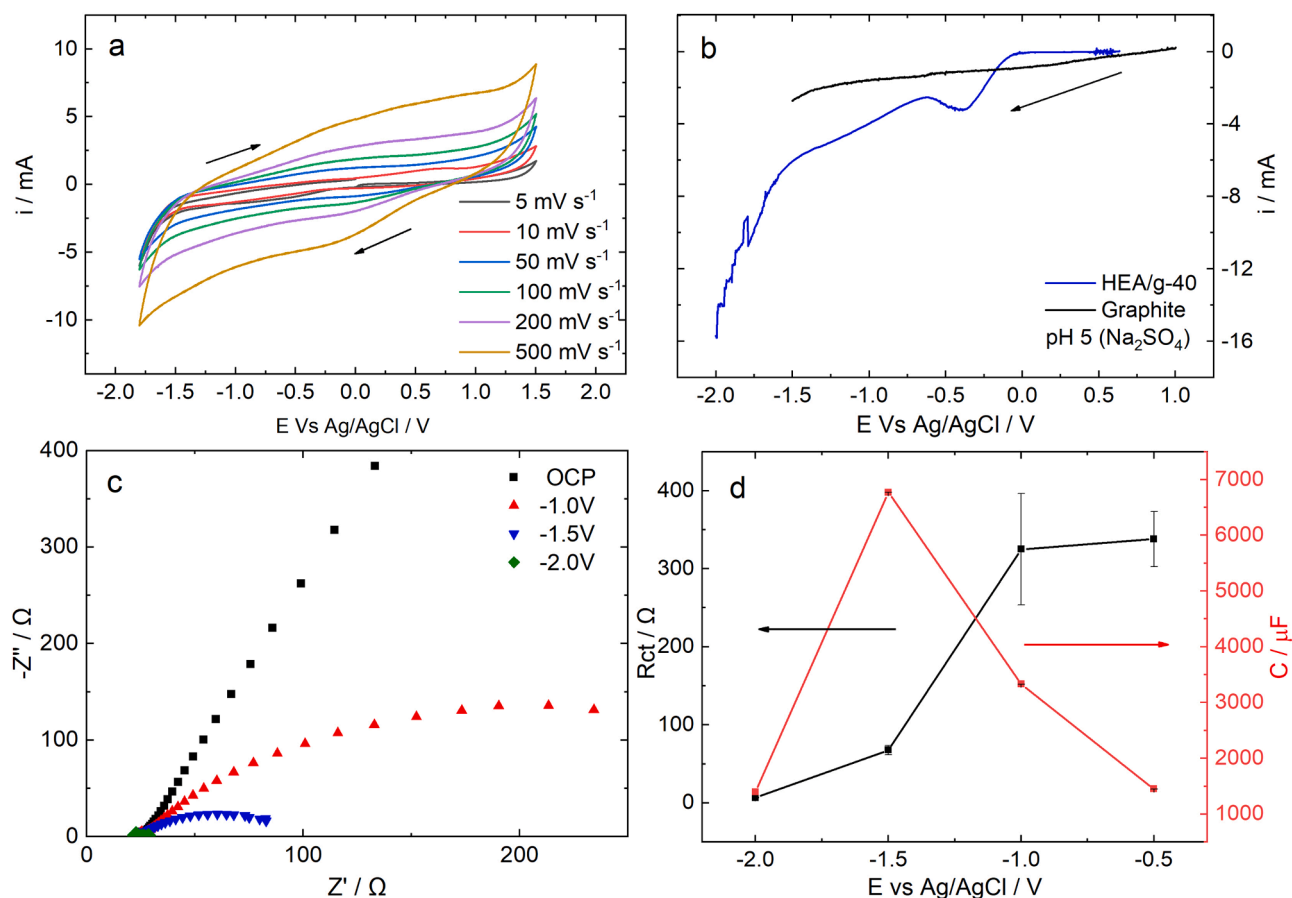 a
10
5
0
-5
-10
i / mA
5 mV s⁻¹
10 mV s⁻¹
50 mV s⁻¹
100 mV s⁻¹
200 mV s⁻¹
500 mV s⁻¹
-2.0 -1.5 -1.0 -0.5 0.0 0.5 1.0 1.5 2.0
E Vs Ag/AgCl / V
b
0
-4
-8
-12
-16
i / mA
HEA/g-40
Graphite
pH 5 (Na₂SO₄)
-2.0 -1.5 -1.0 -0.5 0.0 0.5 1.0
E Vs Ag/AgCl / V
c
400
300
200
100
0
-Z'' / Ω
OCP
-1.0V
-1.5V
-2.0V
0 100 200
Z' / Ω
d
400
300
200
100
0
Rct / Ω
7000
6000
5000
4000
3000
2000
1000
C / μF
-2.0 -1.5 -1.0 -0.5
E vs Ag/AgCl / V